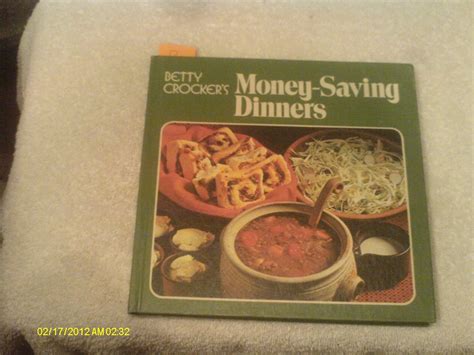 BETTY
CROCKER'S
Money-Saving
Dinners
02/17/2012 AM 02:32